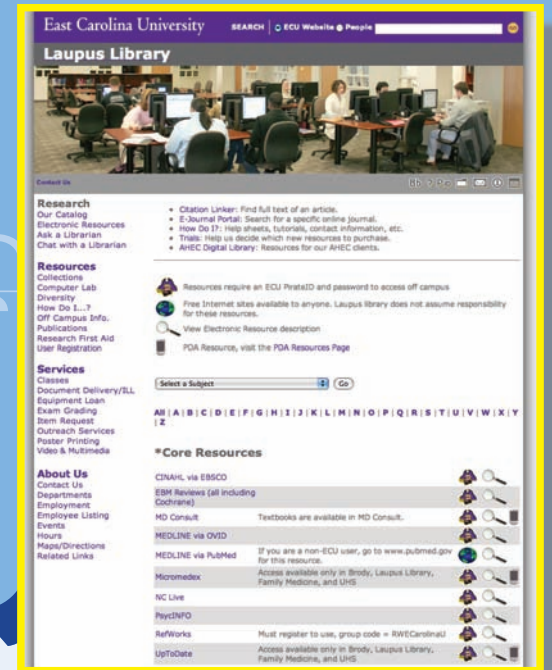 East Carolina University
SEARCH | ECU Website People
Laupus Library
Contact Us
Research
Our Catalog
Electronic Resources
Ask a Librarian
Chat with a Librarian
Resources
Collections
Computer Lab
Diversity
How Do I...?
Off Campus Info.
Publications
Research First Aid
User Registration
Services
Classes
Document Delivery/ILL
Equipment Loan
Exam Grading
Item Request
Outreach Services
Poster Printing
Video & Multimedia
About Us
Contact Us
Departments
Employment
Employee Listing
Events
Hours
Maps/Directions
Related Links
• Citation Linker: Find full text of an article.
• E-Journal Portal: Search for a specific online journal.
• How Do I?: Help sheets, tutorials, contact information, etc.
• Trials: Help us decide which new resources to purchase.
• AHEC Digital Library: Resources for our AHEC clients.
Resources require an ECU PirateID and password to access off campus
Free Internet sites available to anyone. Laupus library does not assume responsibility
for these resources.
View Electronic Resource description
PDA Resource, visit the PDA Resources Page
Select a Subject Go
All | A | B | C | D | E | F | G | H | I | J | K | L | M | N | O | P | Q | R | S | T | U | V | W | X | Y
| Z
*Core Resources
CINAHL via EBSCO
EBM Reviews (all including
Cochrane)
MD Consult Textbooks are available in MD Consult.
MEDLINE via OVID
MEDLINE via PubMed If you are a non-ECU user, go to www.pubmed.gov
for this resource.
Micromedex Access available only in Brody, Laupus Library,
Family Medicine, and UHS
NC Live
PsycINFO
RefWorks Must register to use, group code = RWECarolinaU
UpToDate Access available only in Brody, Laupus Library,
Family Medicine, and UHS